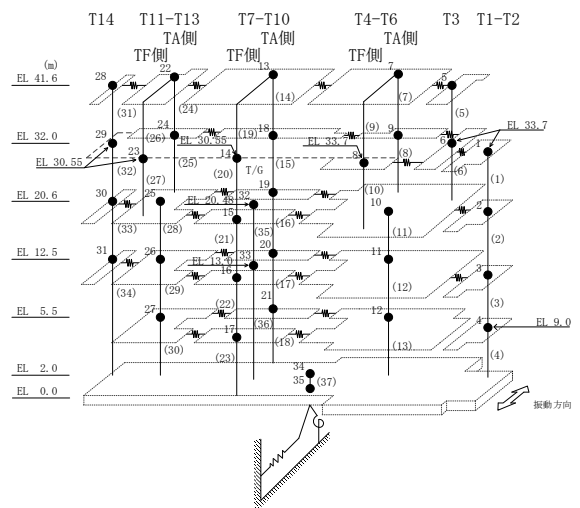 T14 T11−T13 T7−T10 T4−T6 T3 T1−T2
TA側 TA側 TA側
TF側 TF側 TF側
(m)
EL 41.6 28 22 13 7 5
(31) (24) (14) (7) (5)
EL 32.0 29 24 (19) 18 (9) 9 6 EL 33.7
(26) EL 30.55 EL 33.7 1
EL 30.55 23 (25) 14 (15) 8 (8) (6)
(32) (27) (20) T/G (10) (1)
EL 20.6 30 25 19 10 2
EL 20.48 32
(33) (28) 15 (35) (16) (11) (2)
EL 12.5 31 26 (21) 20 11 3
EL 13.0 33
(34) (29) 16 (17) (12) (3)
EL 5.5 27 (22) 21 12 4 EL 9.0
(36)
(30) 17 (18) (13) (4)
(23)
EL 2.0 34
EL 0.0 35 (37)
振動方向